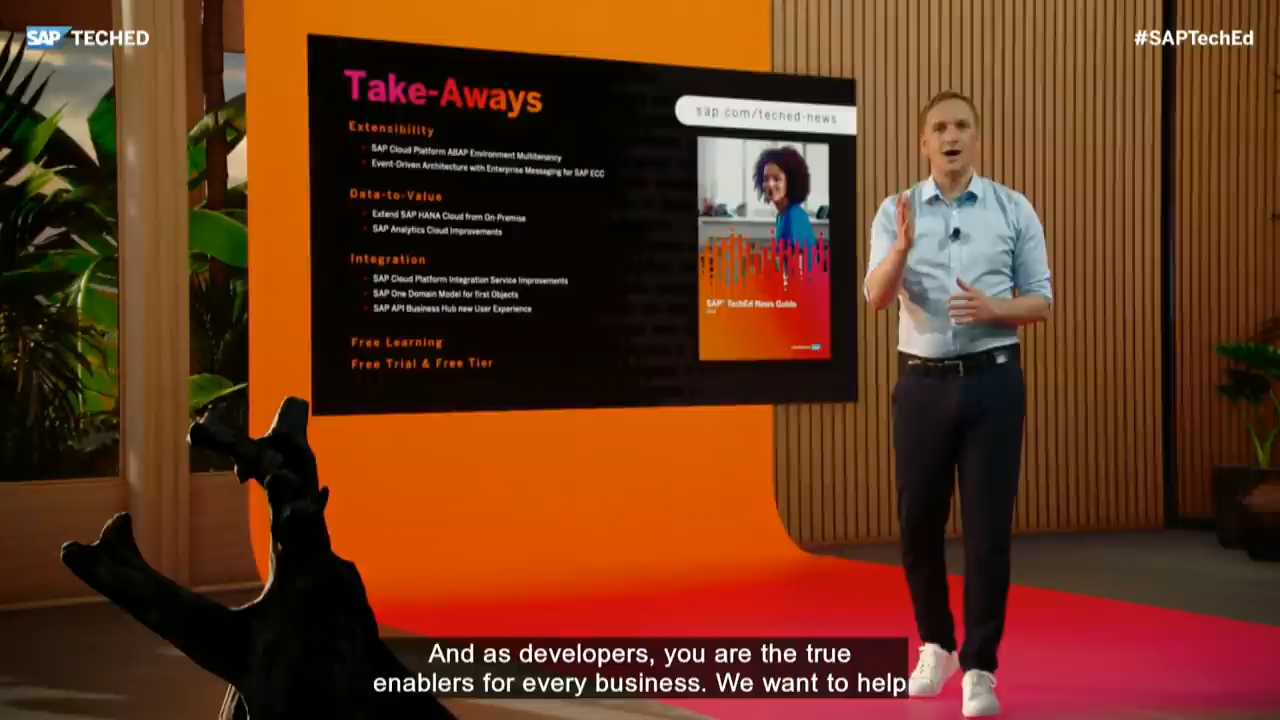 SAP TECHED
#SAPTechEd
Take-Aways
sap.com/teched-news
Extensibility
SAP Cloud Platform ABAP Environment Multitenancy
Event-Driven Architecture with Enterprise Messaging for SAP ECC
Data-to-Value
Extend SAP HANA Cloud from On-Premise
SAP Analytics Cloud Improvements
Integration
SAP Cloud Platform Integration Service Improvements
SAP One Domain Model for first Objects
SAP API Business Hub new User Experience
Free Learning
Free Trial & Free Tier
SAP® TechEd News Guide
SAP
And as developers, you are the true
enablers for every business. We want to help